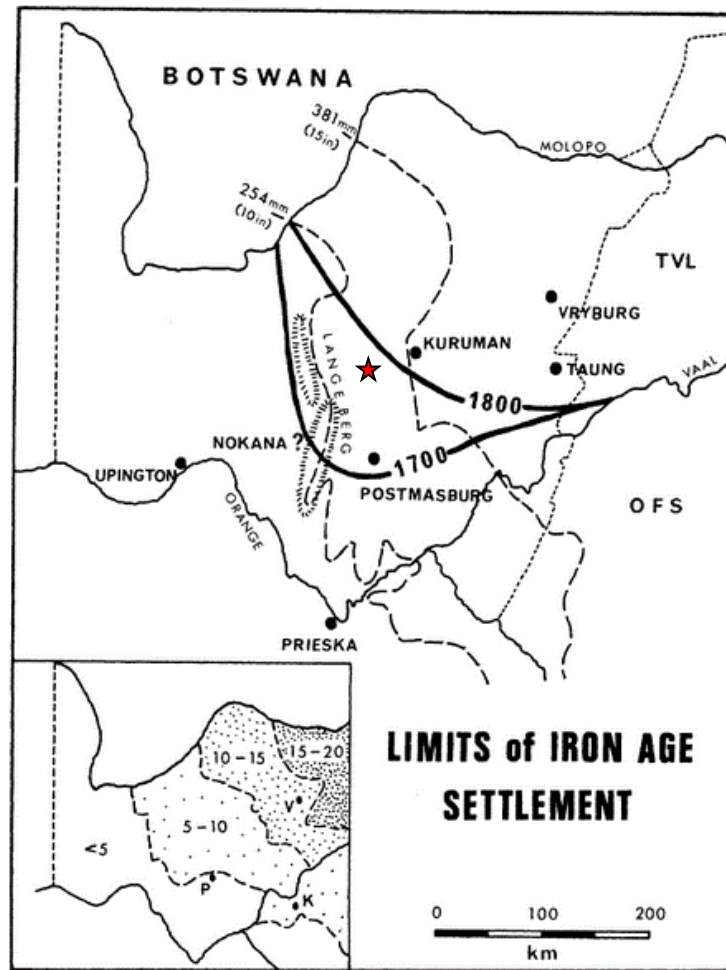 BOTSWANA
381mm
(15in)
MOLOPO
254mm
(10in)
TVL
VRYBURG
KURUMAN
LANGEBERG
TAUNG
VAAL
1800
NOKANA ?
1700
UPINGTON
POSTMASBURG
ORANGE
OFS
PRIESKA
10-15
15-20
V
5-10
<5
P
K
LIMITS of IRON AGE
SETTLEMENT
0 100 200
km